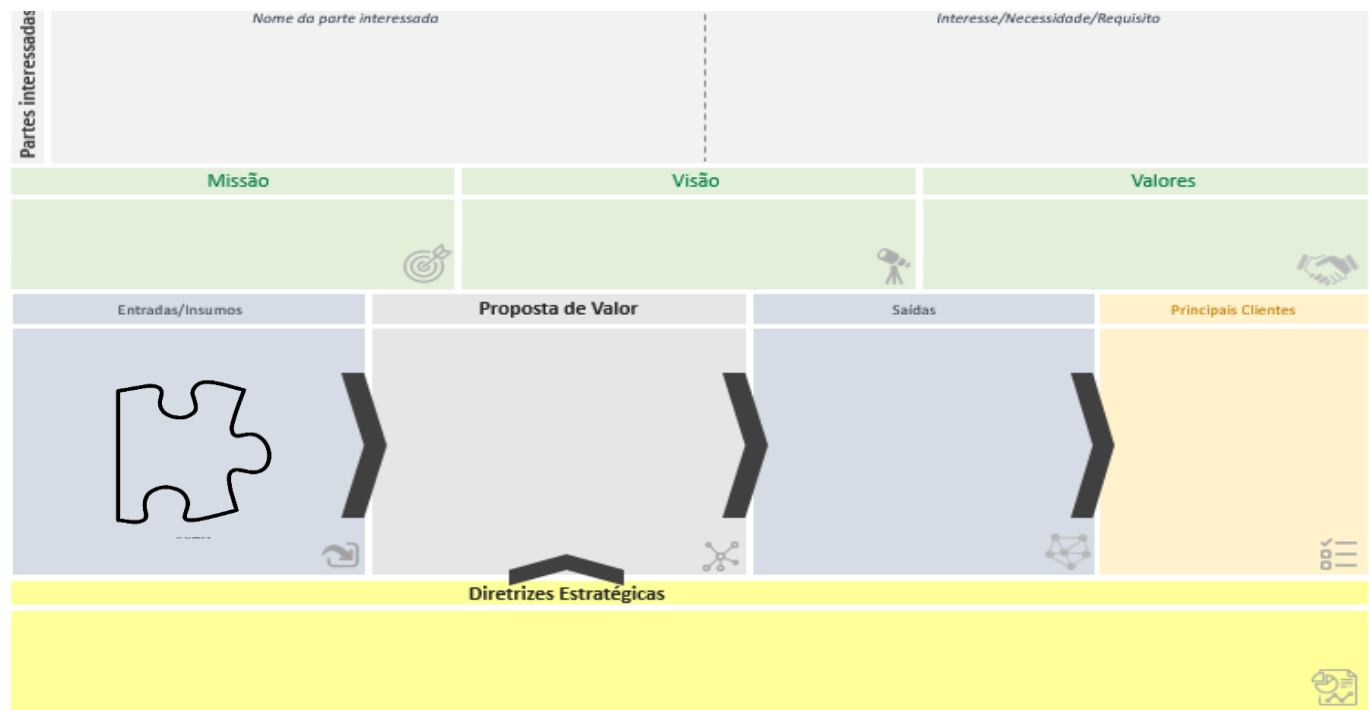 Partes interessadas
Nome da parte interessada
Interesse/Necessidade/Requisito
Missão
Visão
Valores
Entradas/Insumos
Proposta de Valor
Saídas
Principais Clientes
Diretrizes Estratégicas